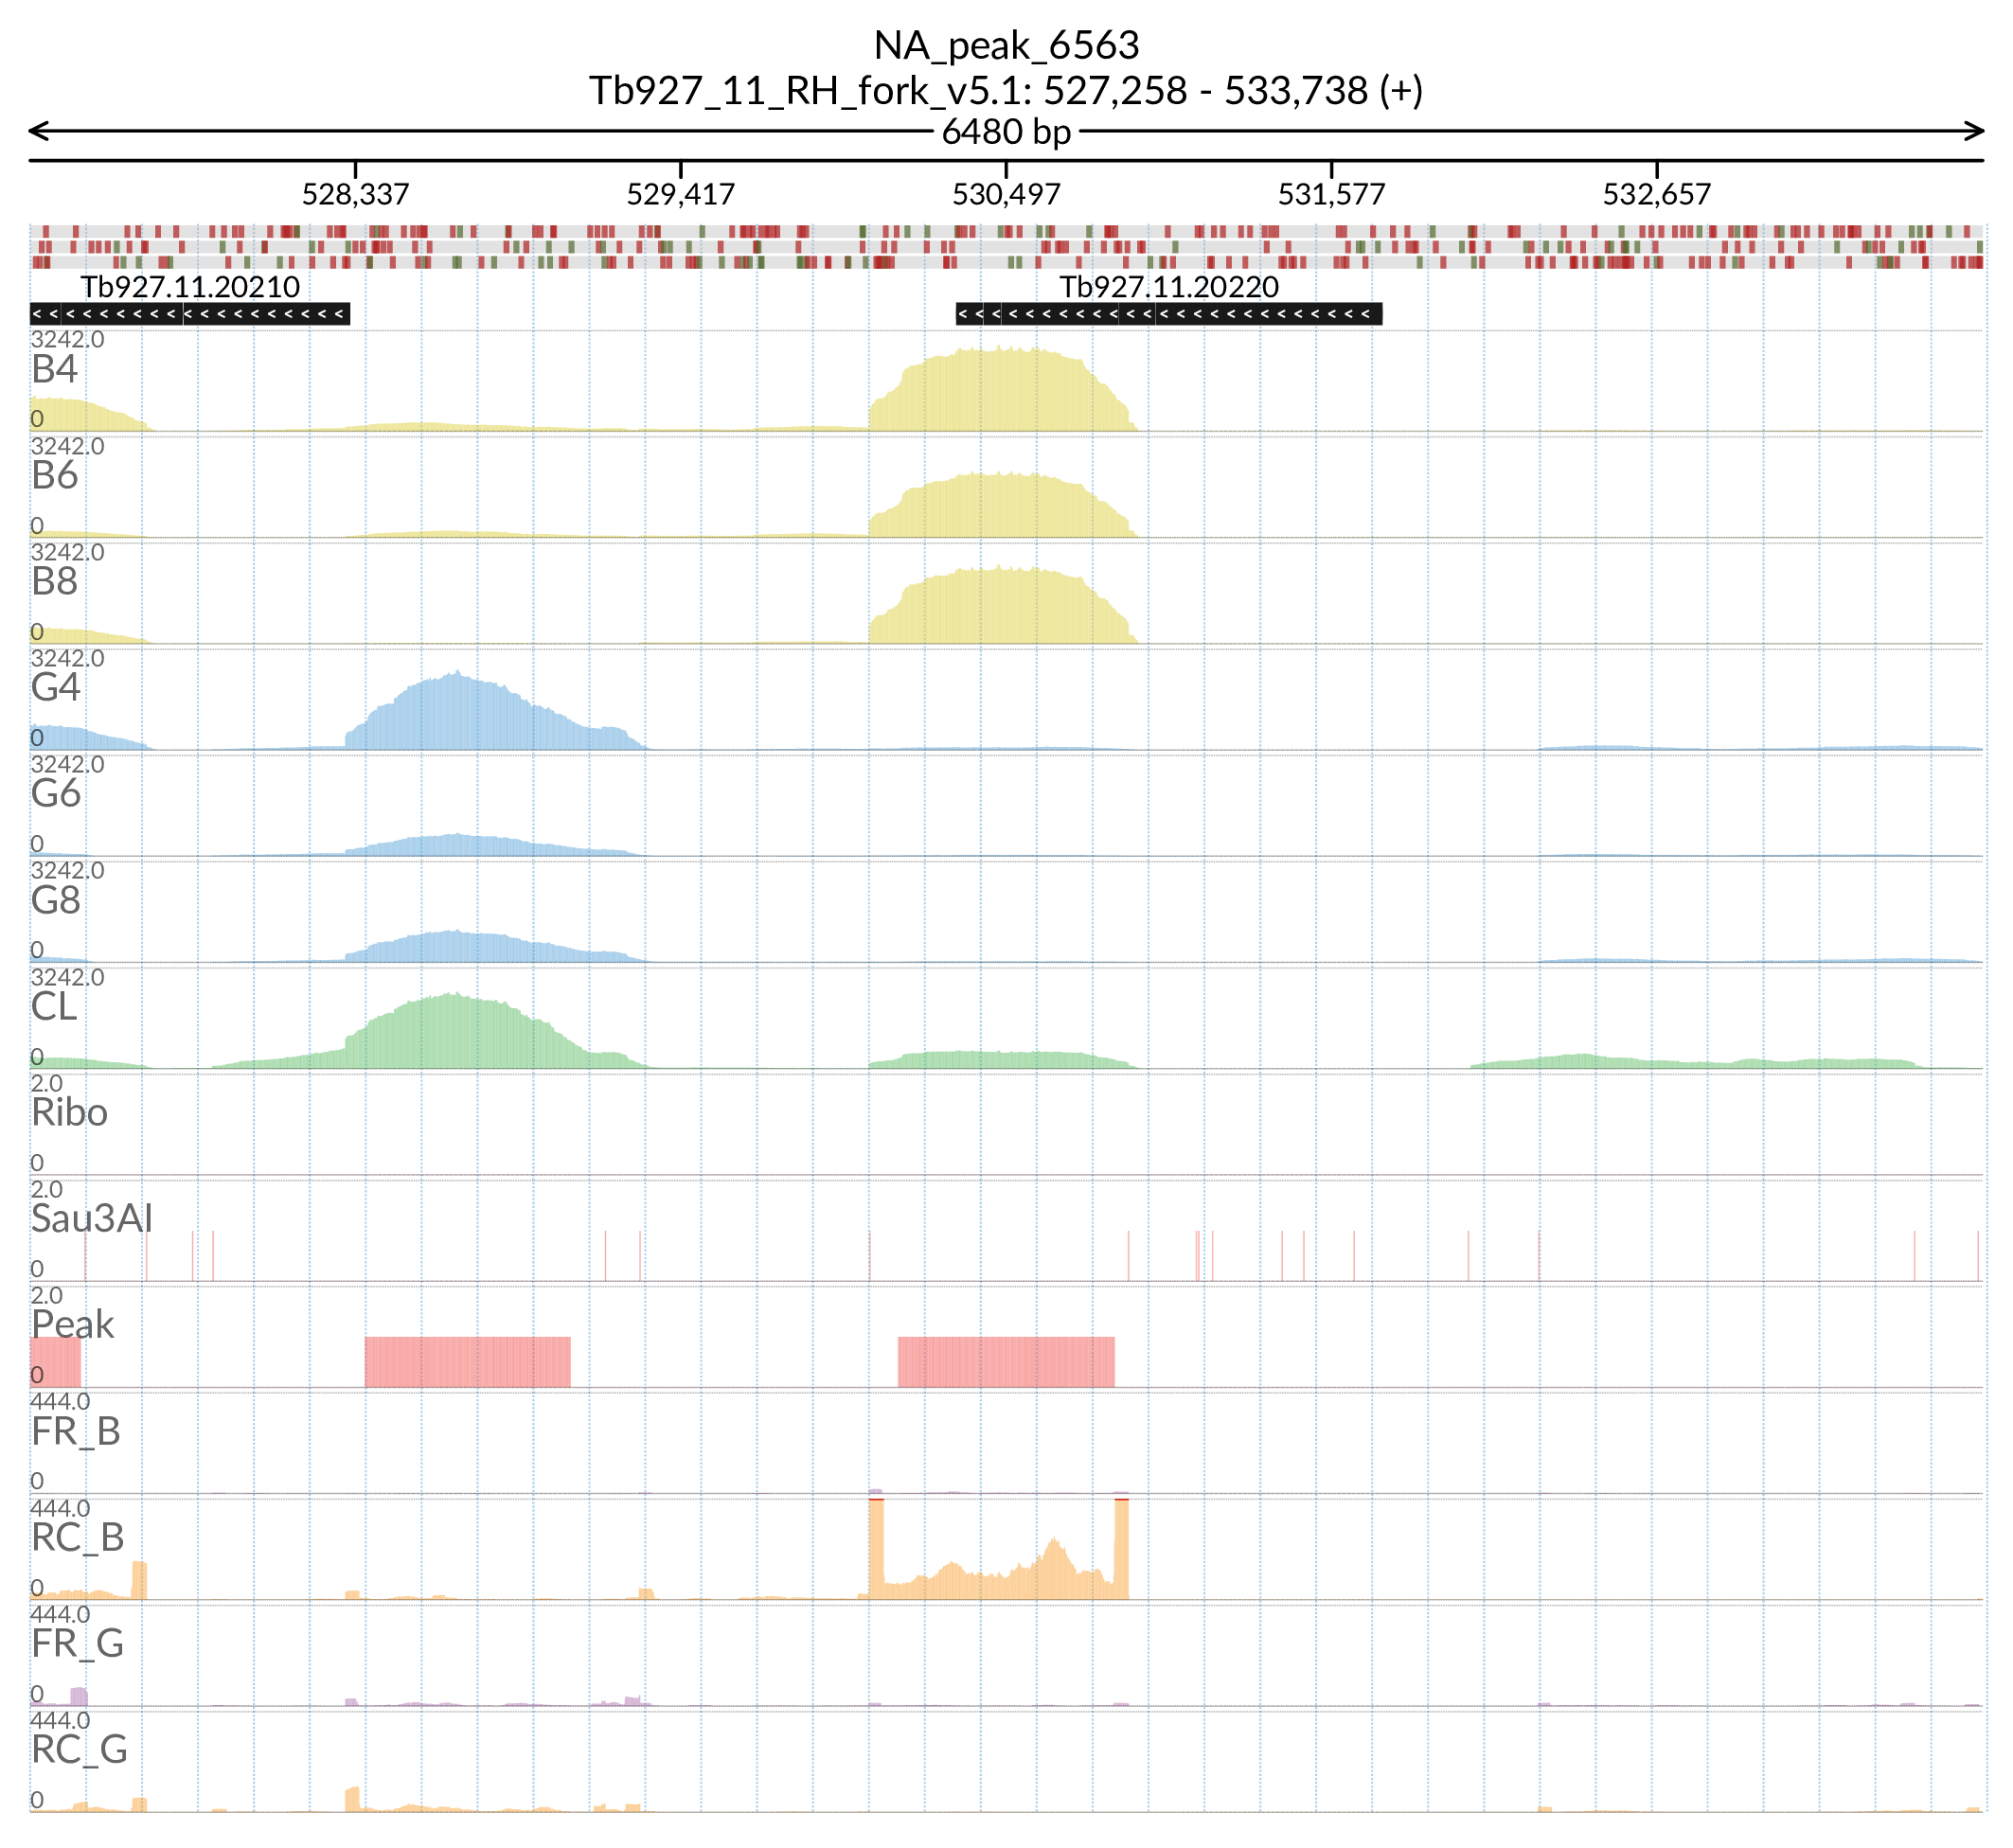 NA_peak_6563
Tb927_11_RH_fork_v5.1: 527,258 - 533,738 (+)
6480 bp
528,337 529,417 530,497 531,577 532,657
Tb927.11.20210 Tb927.11.20220
3242.0
B4
0
3242.0
B6
0
3242.0
B8
0
3242.0
G4
0
3242.0
G6
0
3242.0
G8
0
3242.0
CL
0
2.0
Ribo
0
2.0
Sau3AI
0
2.0
Peak
0
444.0
FR_B
0
444.0
RC_B
0
444.0
FR_G
0
444.0
RC_G
0